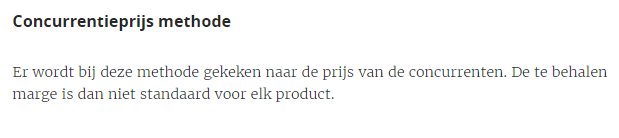 Concurrentieprijs methode
Er wordt bij deze methode gekeken naar de prijs van de concurrenten. De te behalen
marge is dan niet standaard voor elk product.